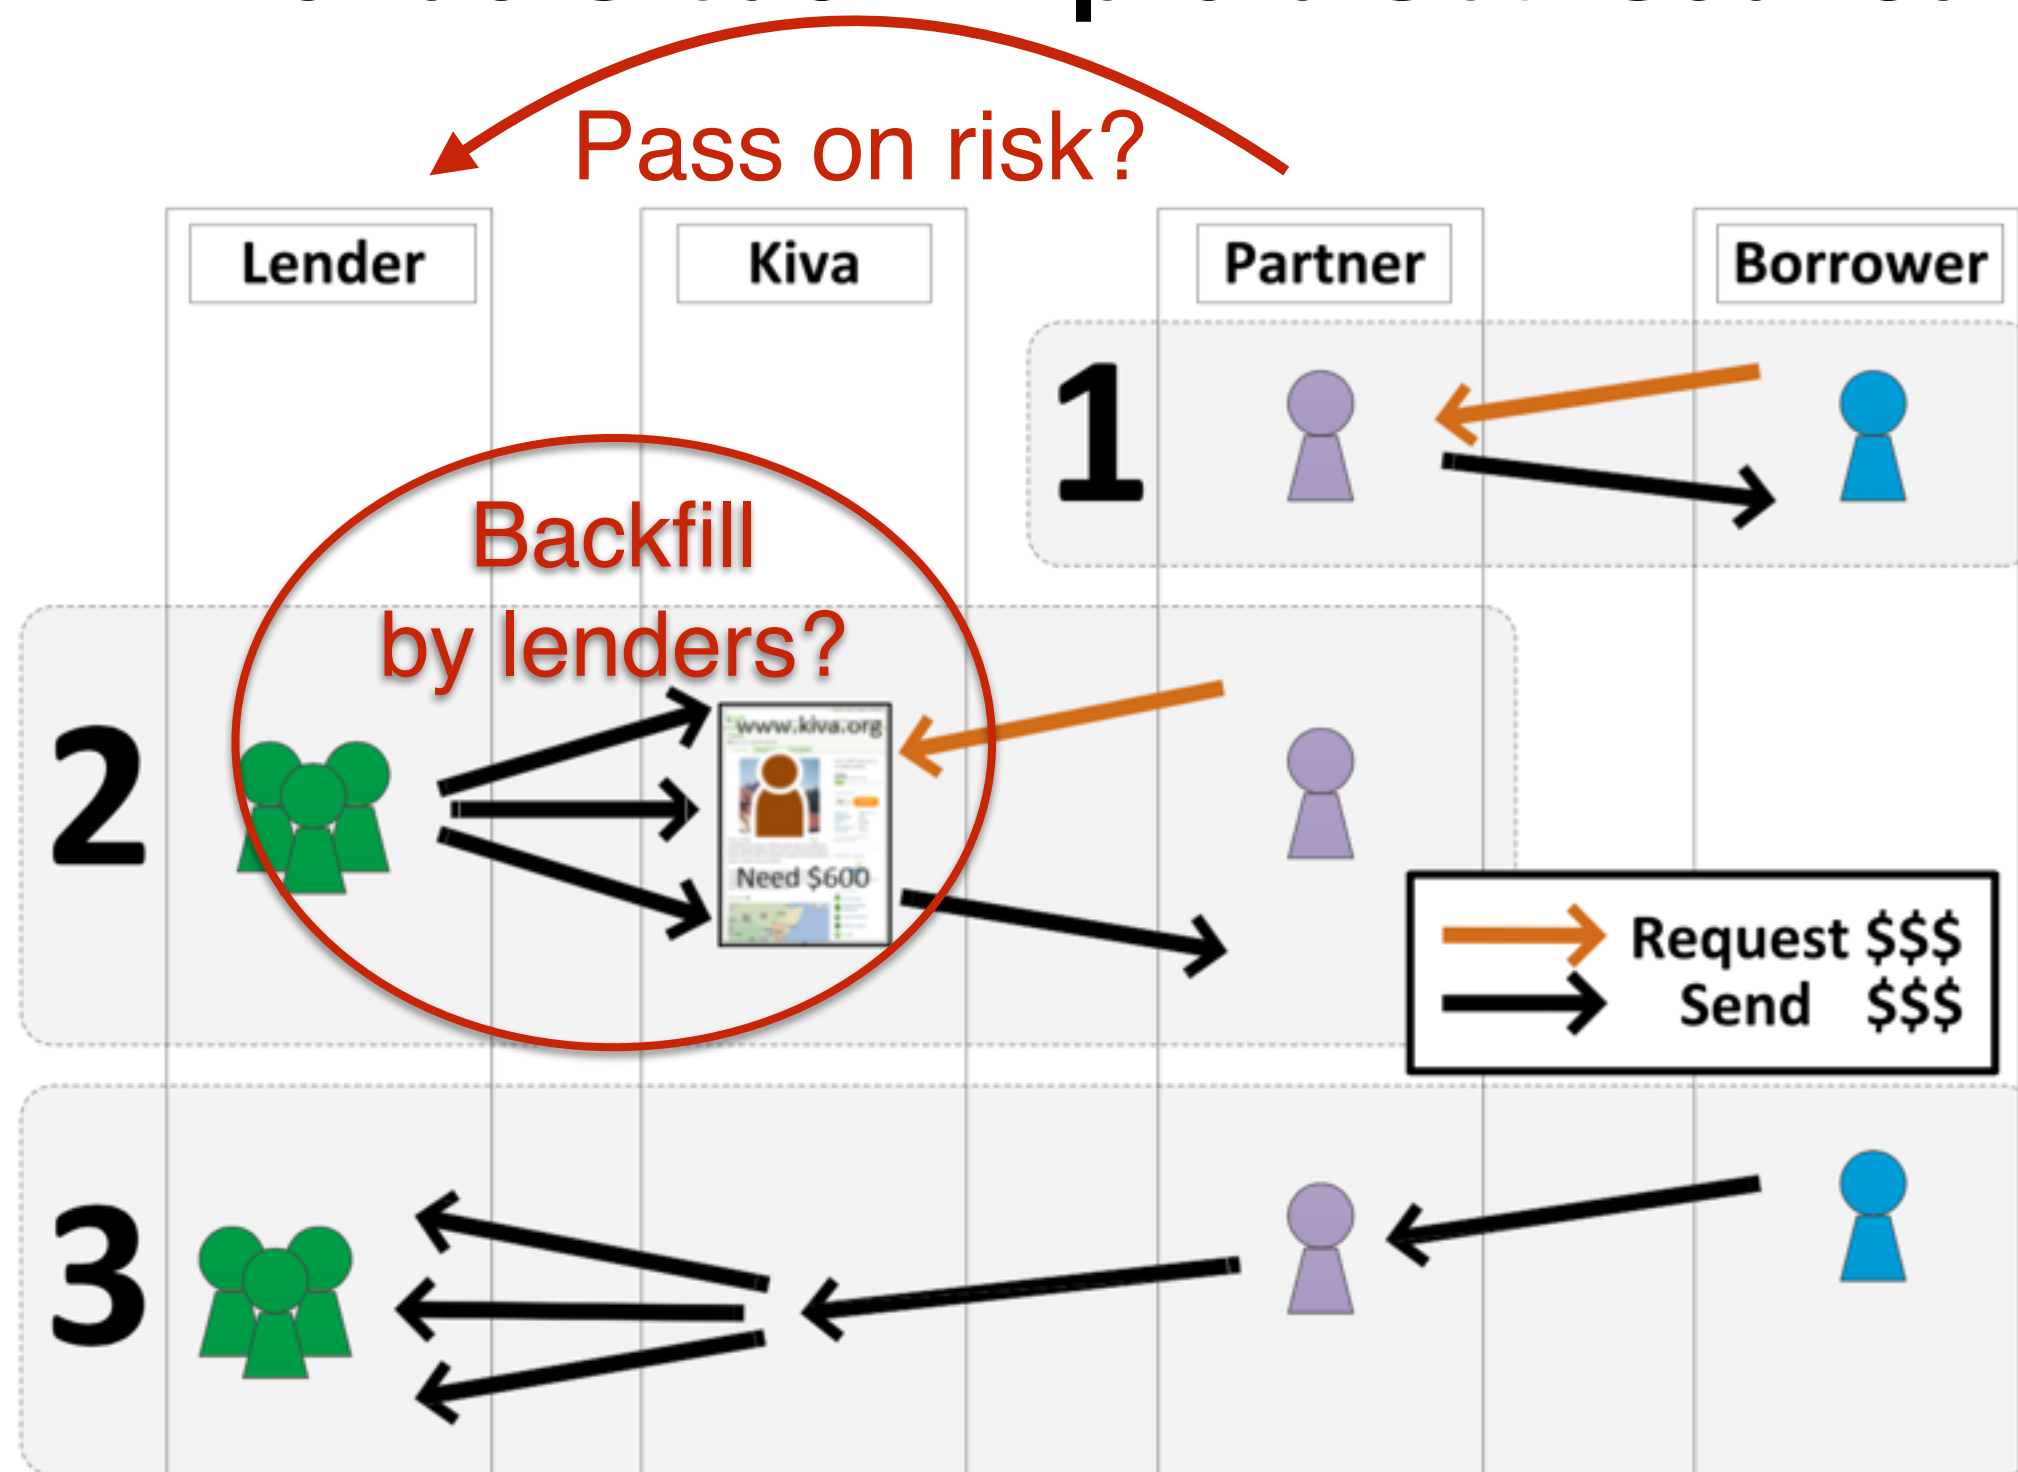 Pass on risk?
Lender
Kiva
Partner
Borrower
1
Backfill
by lenders?
2
www.kiva.org
Need $600
Request $$$
Send $$$
3